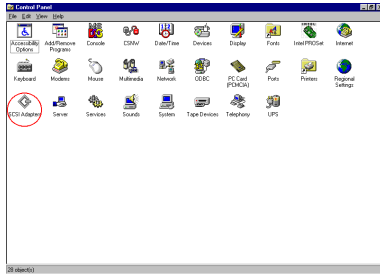 Control Panel
File Edit View Help
Accessibility Options
Add/Remove Programs
Console
CSNW
Date/Time
Devices
Display
Fonts
Intel PROSet
Internet
Keyboard
Modems
Mouse
Multimedia
Network
ODBC
PC Card (PCMCIA)
Ports
Printers
Regional Settings
SCSI Adapters
Server
Services
Sounds
System
Tape Devices
Telephony
UPS
28 object(s)